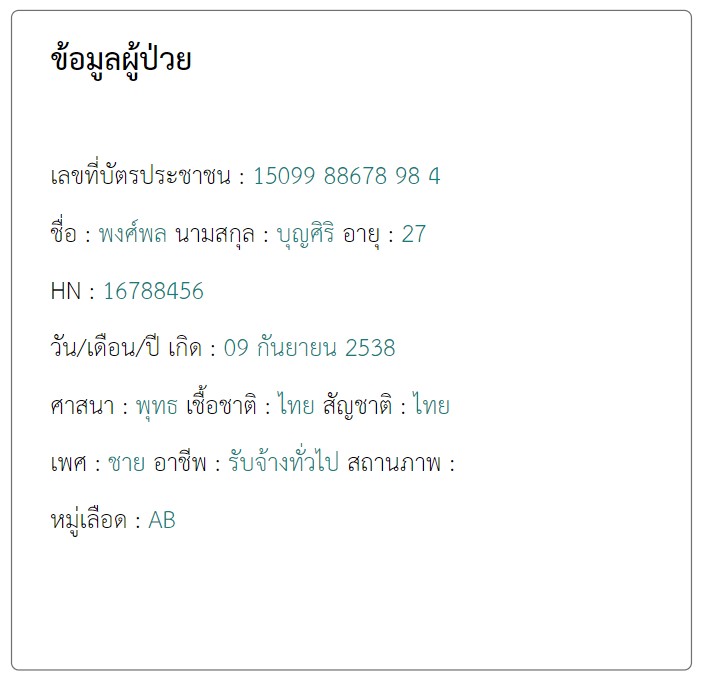 ข้อมูลผู้ป่วย
เลขที่บัตรประชาชน : 15099 88678 98 4
ชื่อ : พงศ์พล นามสกุล : บุญศิริ อายุ : 27
HN : 16788456
วัน/เดือน/ปี เกิด : 09 กันยายน 2538
ศาสนา : พุทธ เชื้อชาติ : ไทย สัญชาติ : ไทย
เพศ : ชาย อาชีพ : รับจ้างทั่วไป สถานภาพ :
หมู่เลือด : AB